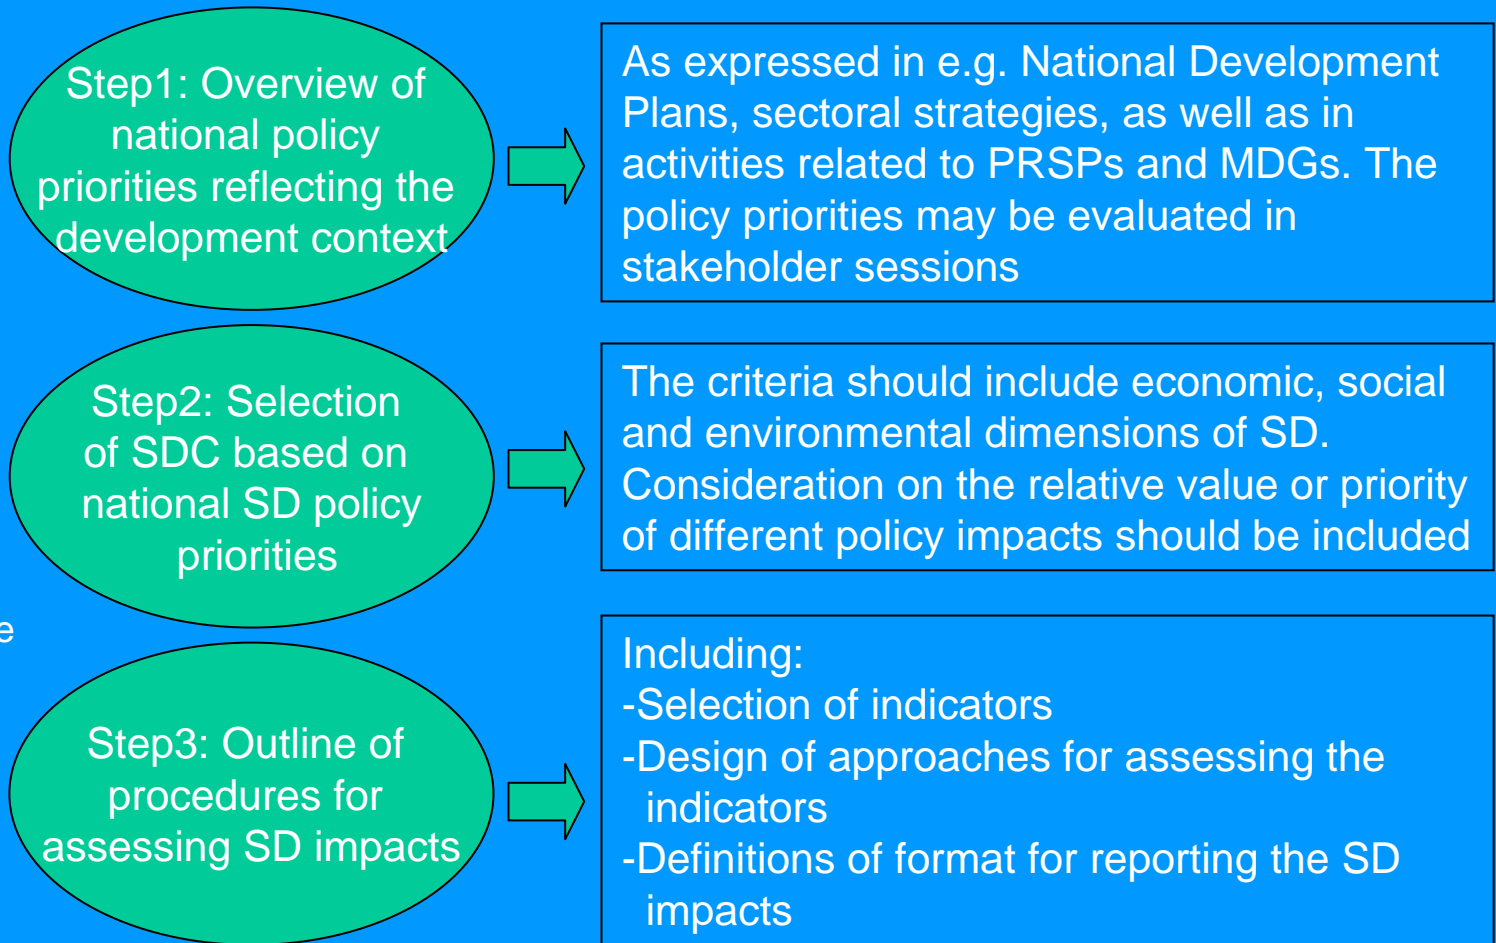 Step1: Overview of
national policy
priorities reflecting the
development context
As expressed in e.g. National Development
Plans, sectoral strategies, as well as in
activities related to PRSPs and MDGs. The
policy priorities may be evaluated in
stakeholder sessions
Step2: Selection
of SDC based on
national SD policy
priorities
The criteria should include economic, social
and environmental dimensions of SD.
Consideration on the relative value or priority
of different policy impacts should be included
e
Step3: Outline of
procedures for
assessing SD impacts
Including:
-Selection of indicators
-Design of approaches for assessing the
indicators
-Definitions of format for reporting the SD
impacts